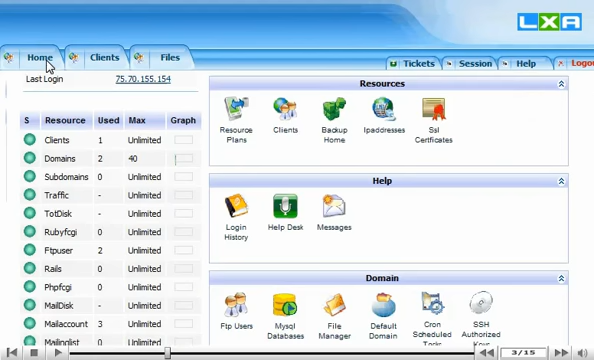 LXA
Home
Clients
Files
Tickets
Session
Help
Logo
Last Login
75.70.155.154
S Resource Used Max Graph
Clients 1 Unlimited
Domains 2 40
Subdomains 0 Unlimited
Traffic - Unlimited
TotDisk - Unlimited
Rubyfcgi 0 Unlimited
Ftpuser 2 Unlimited
Rails 0 Unlimited
Phpfcgi 0 Unlimited
MailDisk - Unlimited
Mailaccount 3 Unlimited
Mailinglist 0 Unlimited
Resources
Resource
Plans
Clients
Backup
Home
Ipaddresses
Ssl
Certficates
Help
Login
History
Help Desk
Messages
Domain
Ftp Users
Mysql
Databases
File
Manager
Default
Domain
Cron
Scheduled
Tasks
SSH
Authorized
Keys
3/15